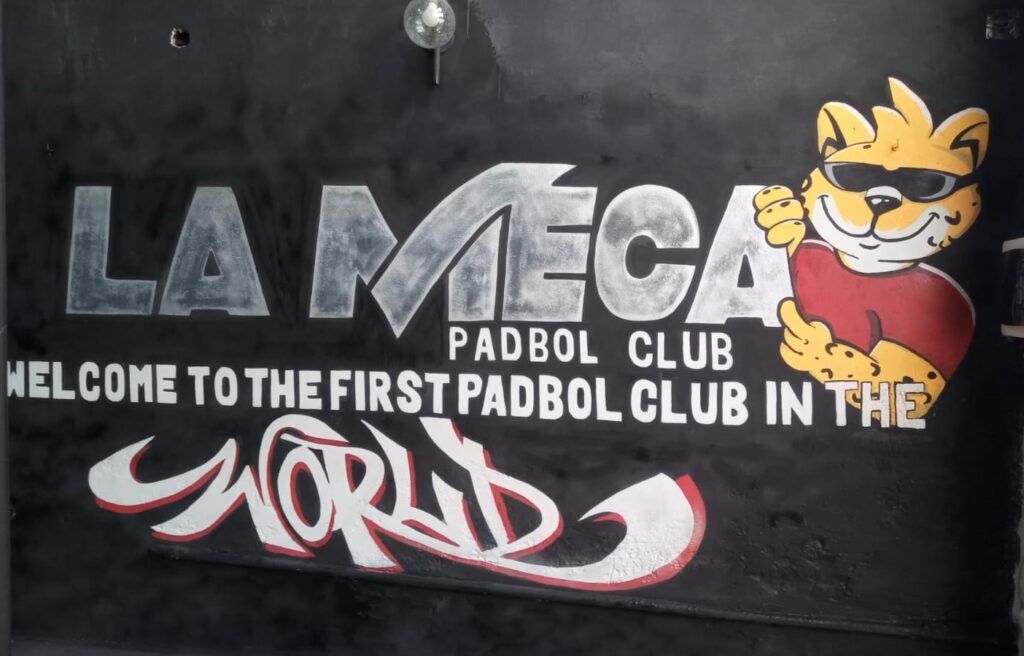 LA MECA
PADBOL CLUB
WELCOME TO THE FIRST PADBOL CLUB IN THE
WORLD